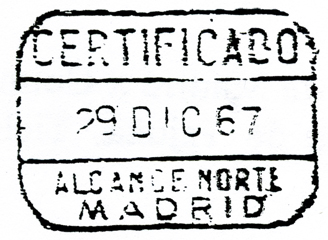 CERTIFICADO
29 DIC 67
ALCANCE NORTE
MADRID